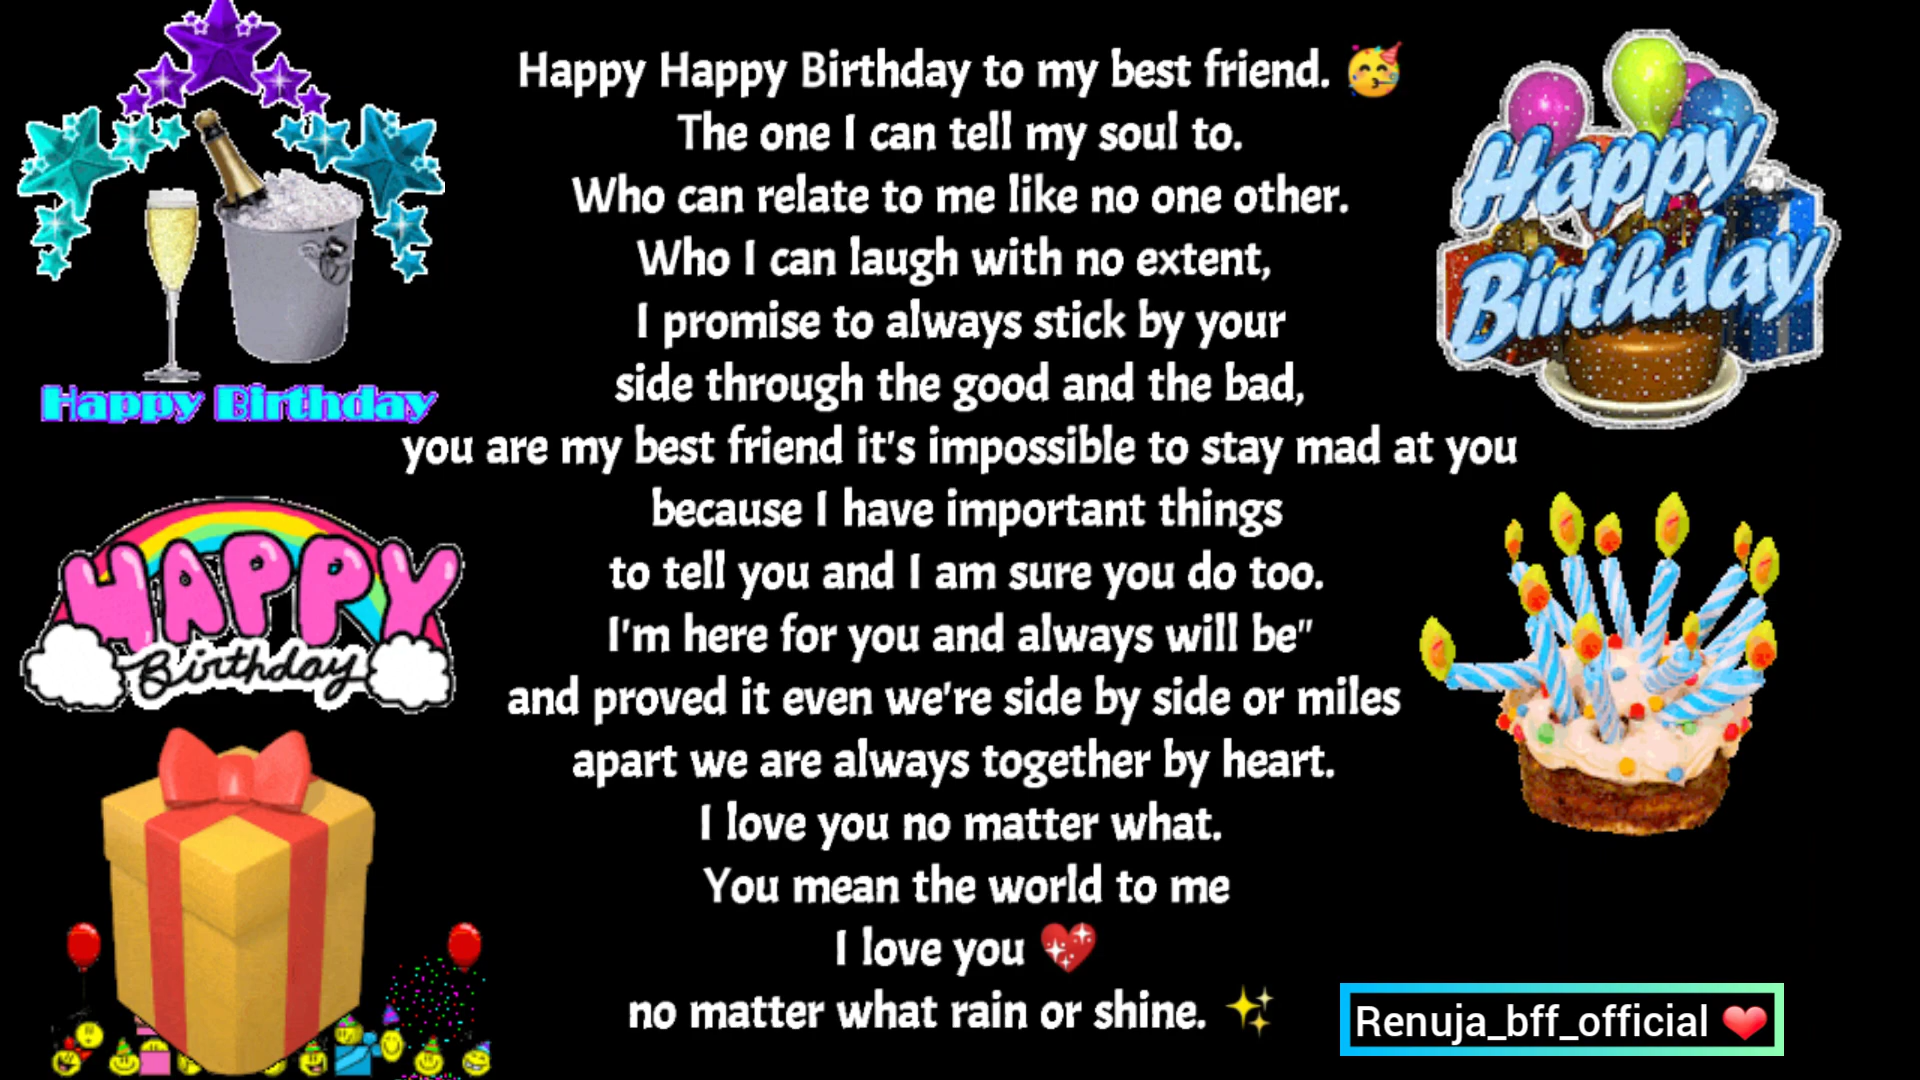 Happy Happy Birthday to my best friend. 🥳
The one I can tell my soul to.
Who can relate to me like no one other.
Who I can laugh with no extent,
I promise to always stick by your
side through the good and the bad,
you are my best friend it's impossible to stay mad at you
because I have important things
to tell you and I am sure you do too.
I'm here for you and always will be"
and proved it even we're side by side or miles
apart we are always together by heart.
I love you no matter what.
You mean the world to me
I love you 💖
no matter what rain or shine. ✨
Happy Birthday
HAPPY
Birthday
Happy
Birthday
Renuja_bff_official ❤